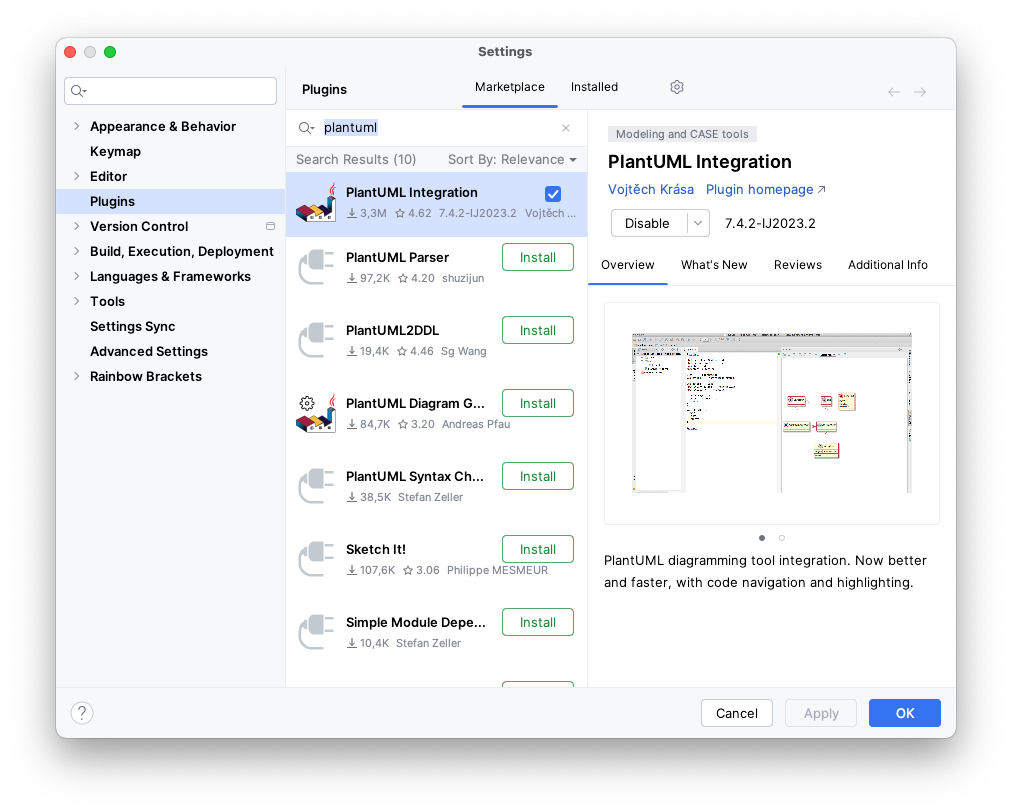 Settings
Appearance & Behavior
Keymap
Editor
Plugins
Version Control
Build, Execution, Deployment
Languages & Frameworks
Tools
Settings Sync
Advanced Settings
Rainbow Brackets
Plugins
Marketplace
Installed
plantuml
Search Results (10)
Sort By: Relevance
PlantUML Integration
3,3M 4.62 7.4.2-IJ2023.2 Vojtěch ...
PlantUML Parser
Install
97,2K 4.20 shuzijun
PlantUML2DDL
Install
19,4K 4.46 Sg Wang
PlantUML Diagram G...
Install
84,7K 3.20 Andreas Pfau
PlantUML Syntax Ch...
Install
38,5K Stefan Zeller
Sketch It!
Install
107,6K 3.06 Philippe MESMEUR
Simple Module Depe...
Install
10,4K Stefan Zeller
Modeling and CASE tools
PlantUML Integration
Vojtěch Krása Plugin homepage
Disable
7.4.2-IJ2023.2
Overview
What's New
Reviews
Additional Info
PlantUML diagramming tool integration. Now better
and faster, with code navigation and highlighting.
?
Cancel
Apply
OK